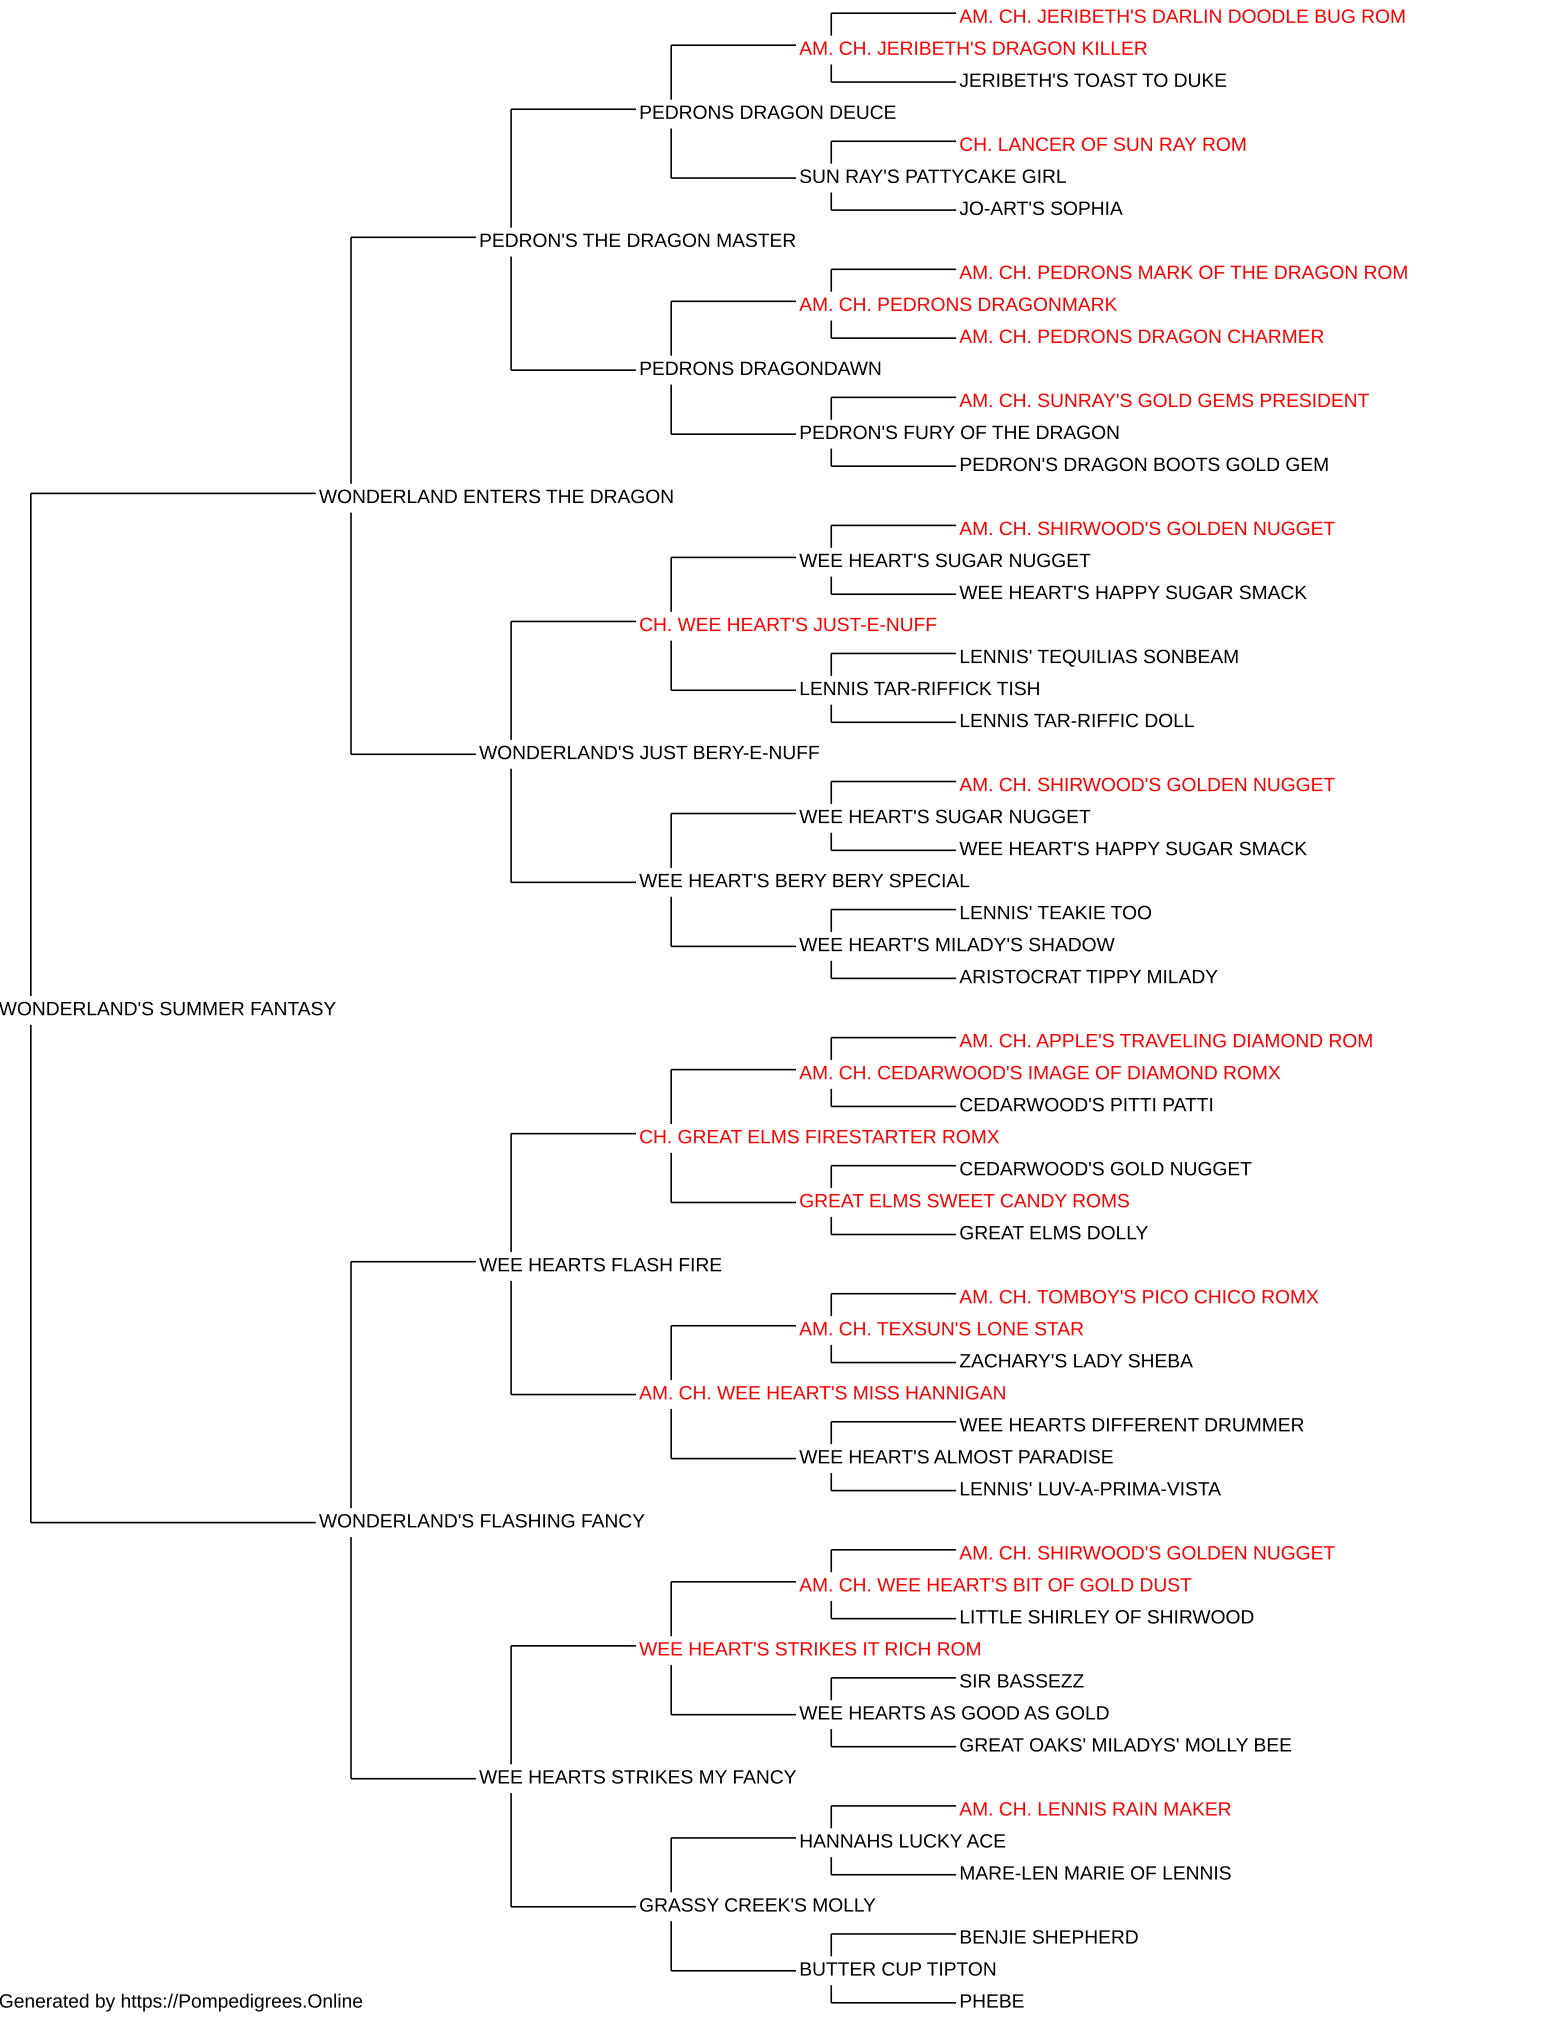 AM. CH. JERIBETH'S DARLIN DOODLE BUG ROM
AM. CH. JERIBETH'S DRAGON KILLER
JERIBETH'S TOAST TO DUKE
PEDRONS DRAGON DEUCE
CH. LANCER OF SUN RAY ROM
SUN RAY'S PATTYCAKE GIRL
JO-ART'S SOPHIA
PEDRON'S THE DRAGON MASTER
AM. CH. PEDRONS MARK OF THE DRAGON ROM
AM. CH. PEDRONS DRAGONMARK
AM. CH. PEDRONS DRAGON CHARMER
PEDRONS DRAGONDAWN
AM. CH. SUNRAY'S GOLD GEMS PRESIDENT
PEDRON'S FURY OF THE DRAGON
PEDRON'S DRAGON BOOTS GOLD GEM
WONDERLAND ENTERS THE DRAGON
AM. CH. SHIRWOOD'S GOLDEN NUGGET
WEE HEART'S SUGAR NUGGET
WEE HEART'S HAPPY SUGAR SMACK
CH. WEE HEART'S JUST-E-NUFF
LENNIS' TEQUILIAS SONBEAM
LENNIS TAR-RIFFICK TISH
LENNIS TAR-RIFFIC DOLL
WONDERLAND'S JUST BERY-E-NUFF
AM. CH. SHIRWOOD'S GOLDEN NUGGET
WEE HEART'S SUGAR NUGGET
WEE HEART'S HAPPY SUGAR SMACK
WEE HEART'S BERY BERY SPECIAL
LENNIS' TEAKIE TOO
WEE HEART'S MILADY'S SHADOW
ARISTOCRAT TIPPY MILADY
WONDERLAND'S SUMMER FANTASY
AM. CH. APPLE'S TRAVELING DIAMOND ROM
AM. CH. CEDARWOOD'S IMAGE OF DIAMOND ROMX
CEDARWOOD'S PITTI PATTI
CH. GREAT ELMS FIRESTARTER ROMX
CEDARWOOD'S GOLD NUGGET
GREAT ELMS SWEET CANDY ROMS
GREAT ELMS DOLLY
WEE HEARTS FLASH FIRE
AM. CH. TOMBOY'S PICO CHICO ROMX
AM. CH. TEXSUN'S LONE STAR
ZACHARY'S LADY SHEBA
AM. CH. WEE HEART'S MISS HANNIGAN
WEE HEARTS DIFFERENT DRUMMER
WEE HEART'S ALMOST PARADISE
LENNIS' LUV-A-PRIMA-VISTA
WONDERLAND'S FLASHING FANCY
AM. CH. SHIRWOOD'S GOLDEN NUGGET
AM. CH. WEE HEART'S BIT OF GOLD DUST
LITTLE SHIRLEY OF SHIRWOOD
WEE HEART'S STRIKES IT RICH ROM
SIR BASSEZZ
WEE HEARTS AS GOOD AS GOLD
GREAT OAKS' MILADYS' MOLLY BEE
WEE HEARTS STRIKES MY FANCY
AM. CH. LENNIS RAIN MAKER
HANNAHS LUCKY ACE
MARE-LEN MARIE OF LENNIS
GRASSY CREEK'S MOLLY
BENJIE SHEPHERD
BUTTER CUP TIPTON
PHEBE
Generated by https://Pompedigrees.Online